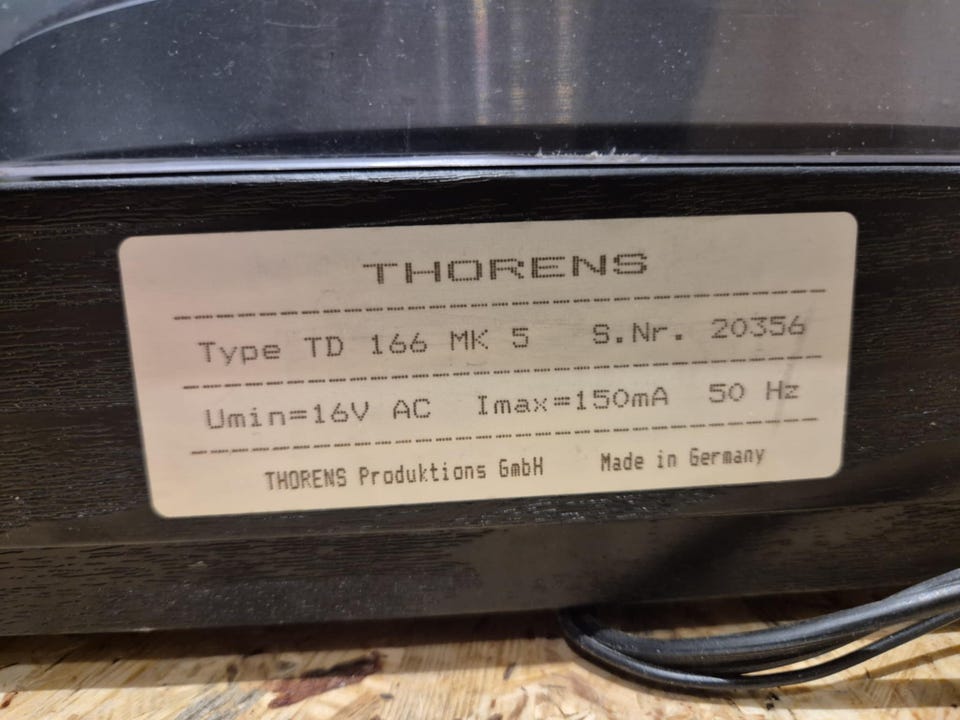 THORENS
Type TD 166 MK 5 S.Nr. 20356
Umin=16V AC Imax=150mA 50 Hz
THORENS Produktions GmbH Made in Germany